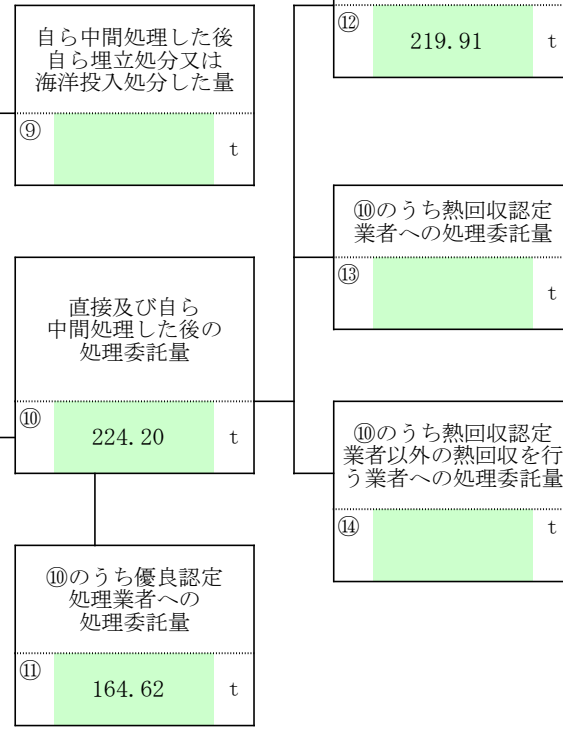 自ら中間処理した後
自ら埋立処分又は
海洋投入処分した量
⑨
t
直接及び自ら
中間処理した後の
処理委託量
⑩
224.20 t
⑩のうち優良認定
処理業者への
処理委託量
⑪
164.62 t
⑫
219.91 t
⑩のうち熱回収認定
業者への処理委託量
⑬
t
⑩のうち熱回収認定
業者以外の熱回収を行
う業者への処理委託量
⑭
t